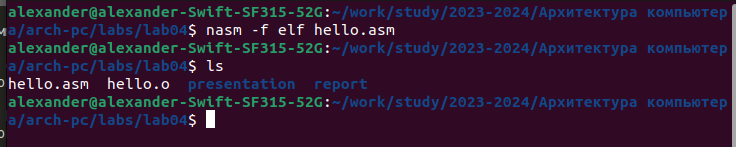 alexander@alexander-Swift-SF315-52G:~/work/study/2023-2024/Архитектура компьютер
а/arch-pc/labs/lab04$ nasm -f elf hello.asm
alexander@alexander-Swift-SF315-52G:~/work/study/2023-2024/Архитектура компьютер
а/arch-pc/labs/lab04$ ls
hello.asm  hello.o  presentation  report
alexander@alexander-Swift-SF315-52G:~/work/study/2023-2024/Архитектура компьютер
а/arch-pc/labs/lab04$